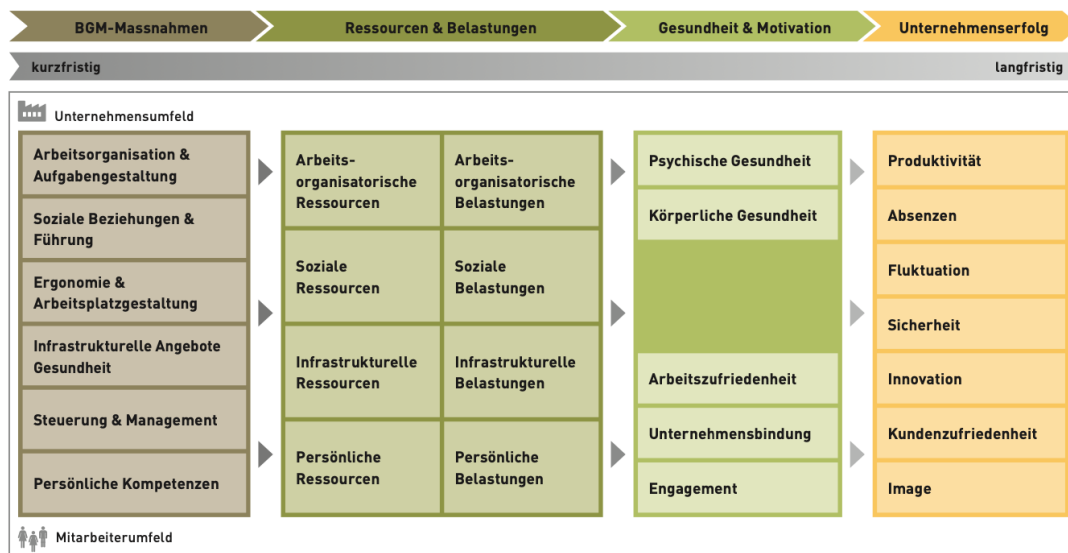 BGM-Massnahmen
Ressourcen & Belastungen
Gesundheit & Motivation
Unternehmenserfolg
kurzfristig
langfristig
Unternehmensumfeld
Arbeitsorganisation &
Aufgabengestaltung
Soziale Beziehungen &
Führung
Ergonomie &
Arbeitsplatzgestaltung
Infrastrukturelle Angebote
Gesundheit
Steuerung & Management
Persönliche Kompetenzen
Arbeits-
organisatorische
Ressourcen
Arbeits-
organisatorische
Belastungen
Soziale
Ressourcen
Soziale
Belastungen
Infrastrukturelle
Ressourcen
Infrastrukturelle
Belastungen
Persönliche
Ressourcen
Persönliche
Belastungen
Psychische Gesundheit
Körperliche Gesundheit
Arbeitszufriedenheit
Unternehmensbindung
Engagement
Produktivität
Absenzen
Fluktuation
Sicherheit
Innovation
Kundenzufriedenheit
Image
Mitarbeiterumfeld